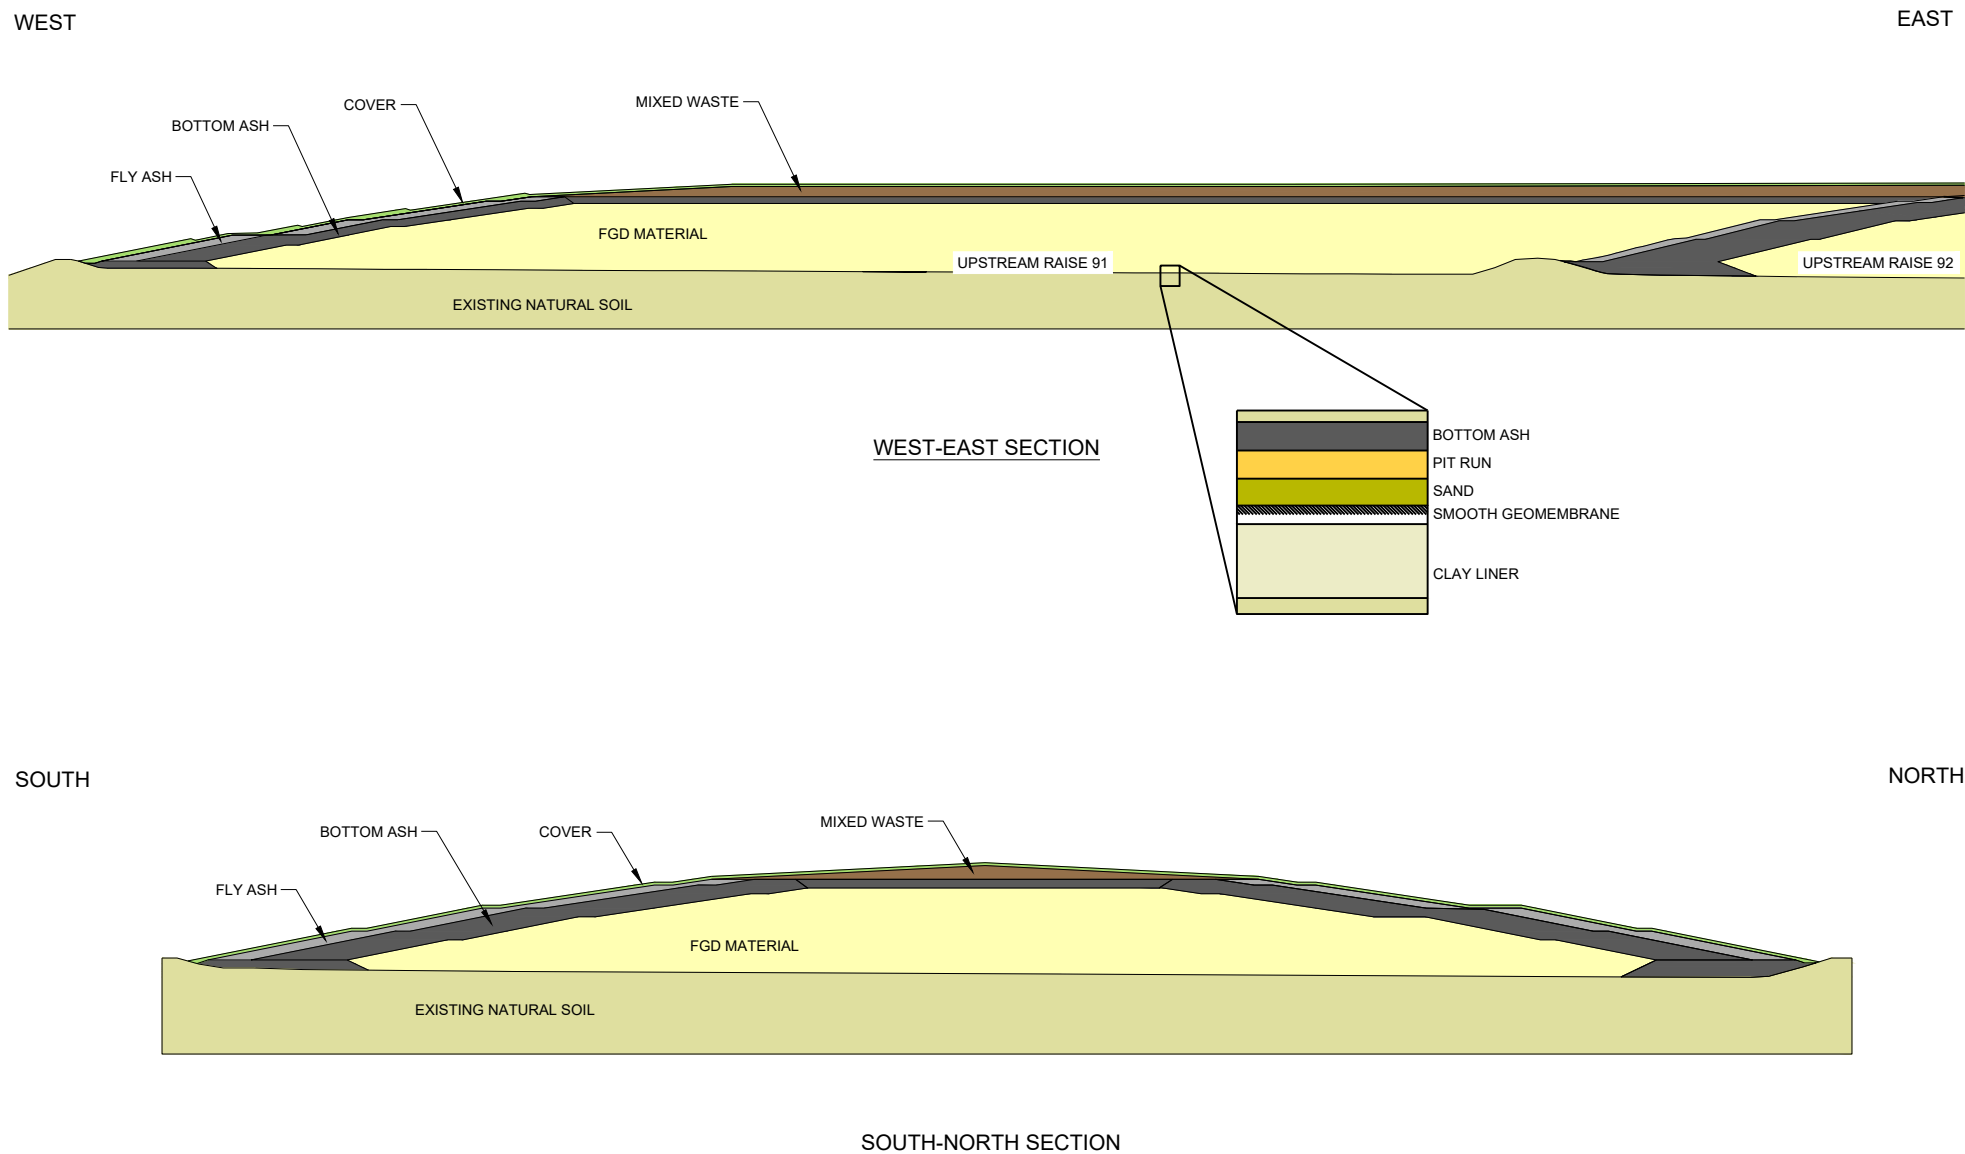 WEST
EAST
MIXED WASTE
COVER
BOTTOM ASH
FLY ASH
FGD MATERIAL
UPSTREAM RAISE 91
UPSTREAM RAISE 92
EXISTING NATURAL SOIL
WEST-EAST SECTION
BOTTOM ASH
PIT RUN
SAND
SMOOTH GEOMEMBRANE
CLAY LINER
SOUTH
NORTH
MIXED WASTE
BOTTOM ASH
COVER
FLY ASH
FGD MATERIAL
EXISTING NATURAL SOIL
SOUTH-NORTH SECTION